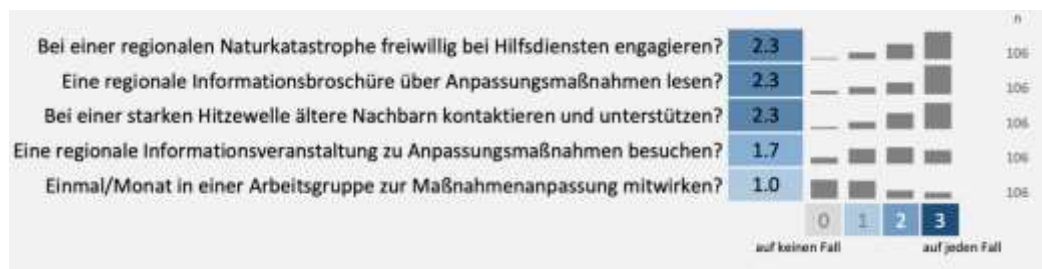 n
Bei einer regionalen Naturkatastrophe freiwillig bei Hilfsdiensten engagieren? 2.3 106
Eine regionale Informationsbroschüre über Anpassungsmaßnahmen lesen? 2.3 106
Bei einer starken Hitzewelle ältere Nachbarn kontaktieren und unterstützen? 2.3 106
Eine regionale Informationsveranstaltung zu Anpassungsmaßnahmen besuchen? 1.7 106
Einmal/Monat in einer Arbeitsgruppe zur Maßnahmenanpassung mitwirken? 1.0 106
0 1 2 3
auf keinen Fall auf jeden Fall